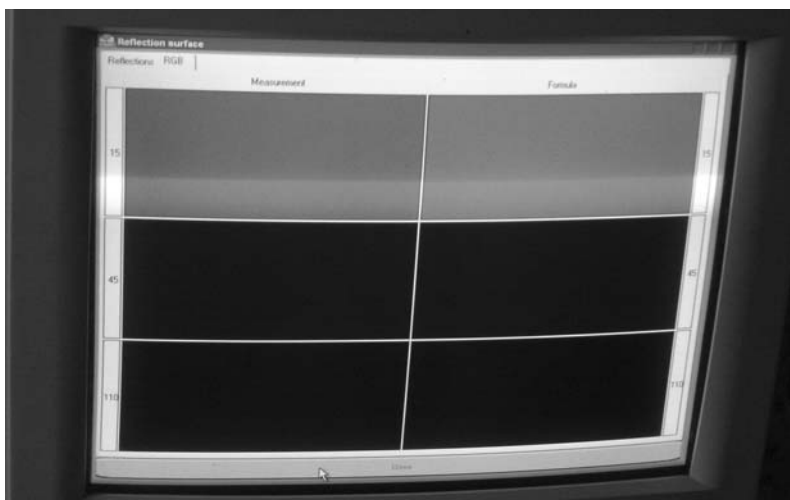 Reflection surface
Reflections RGB
Measurement Formula
15 15
45 45
110 110